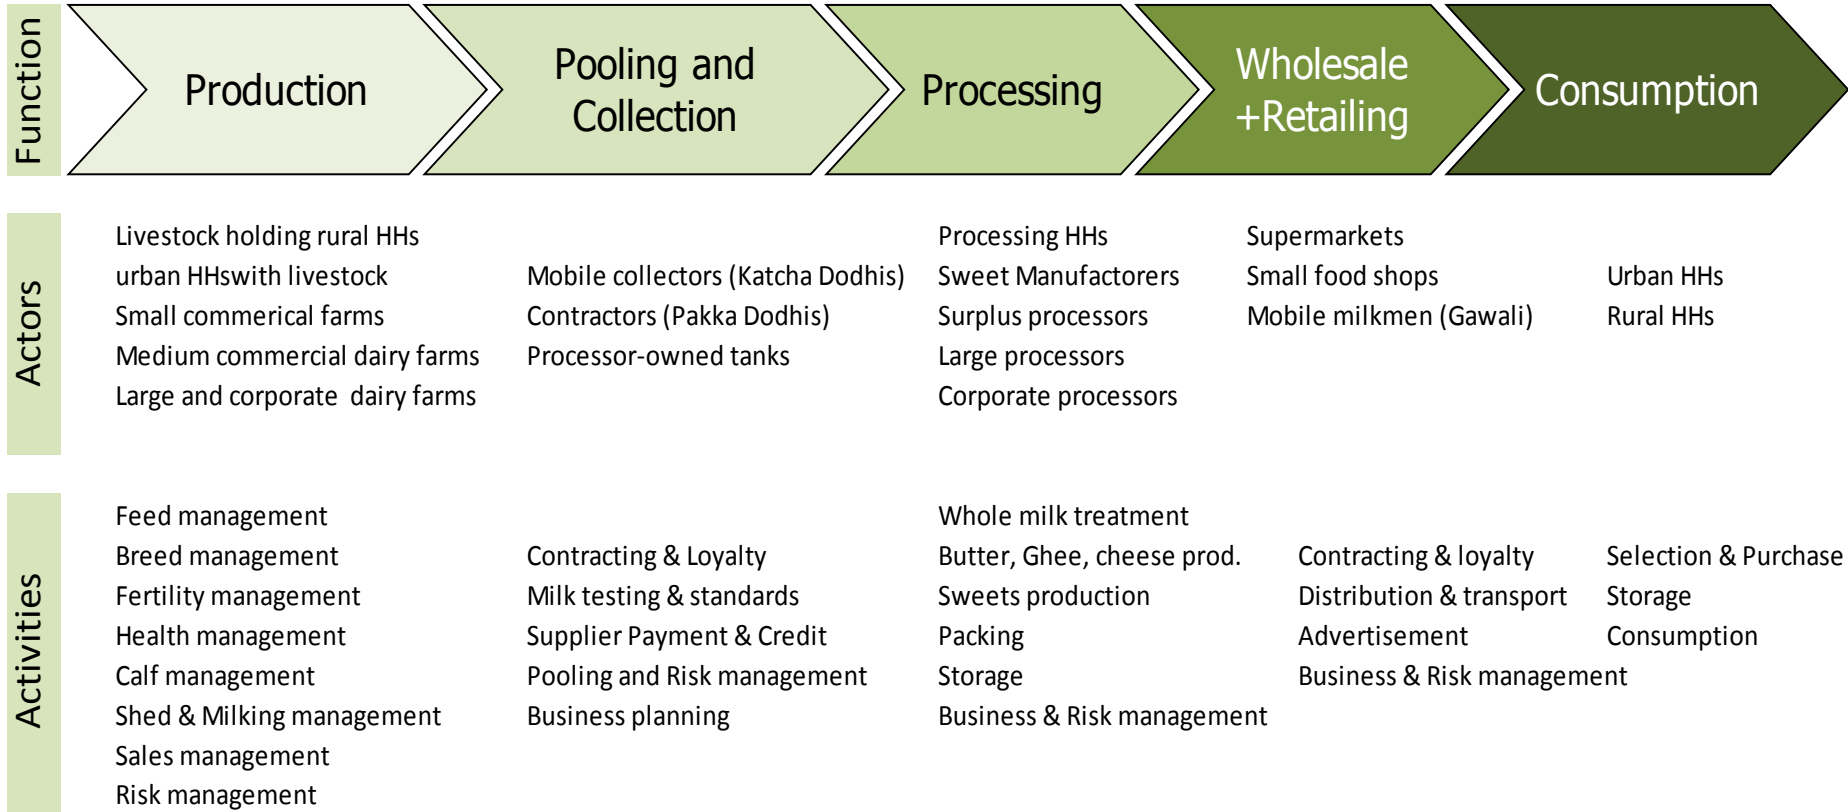 Function
Production
Pooling and
Collection
Processing
Wholesale
+Retailing
Consumption
Actors
Livestock holding rural HHs
urban HHswith livestock
Small commerical farms
Medium commercial dairy farms
Large and corporate dairy farms
Mobile collectors (Katcha Dodhis)
Contractors (Pakka Dodhis)
Processor-owned tanks
Processing HHs
Sweet Manufactorers
Surplus processors
Large processors
Corporate processors
Supermarkets
Small food shops
Mobile milkmen (Gawali)
Urban HHs
Rural HHs
Activities
Feed management
Breed management
Fertility management
Health management
Calf management
Shed & Milking management
Sales management
Risk management
Contracting & Loyalty
Milk testing & standards
Supplier Payment & Credit
Pooling and Risk management
Business planning
Whole milk treatment
Butter, Ghee, cheese prod.
Sweets production
Packing
Storage
Business & Risk management
Contracting & loyalty
Distribution & transport
Advertisement
Business & Risk management
Selection & Purchase
Storage
Consumption